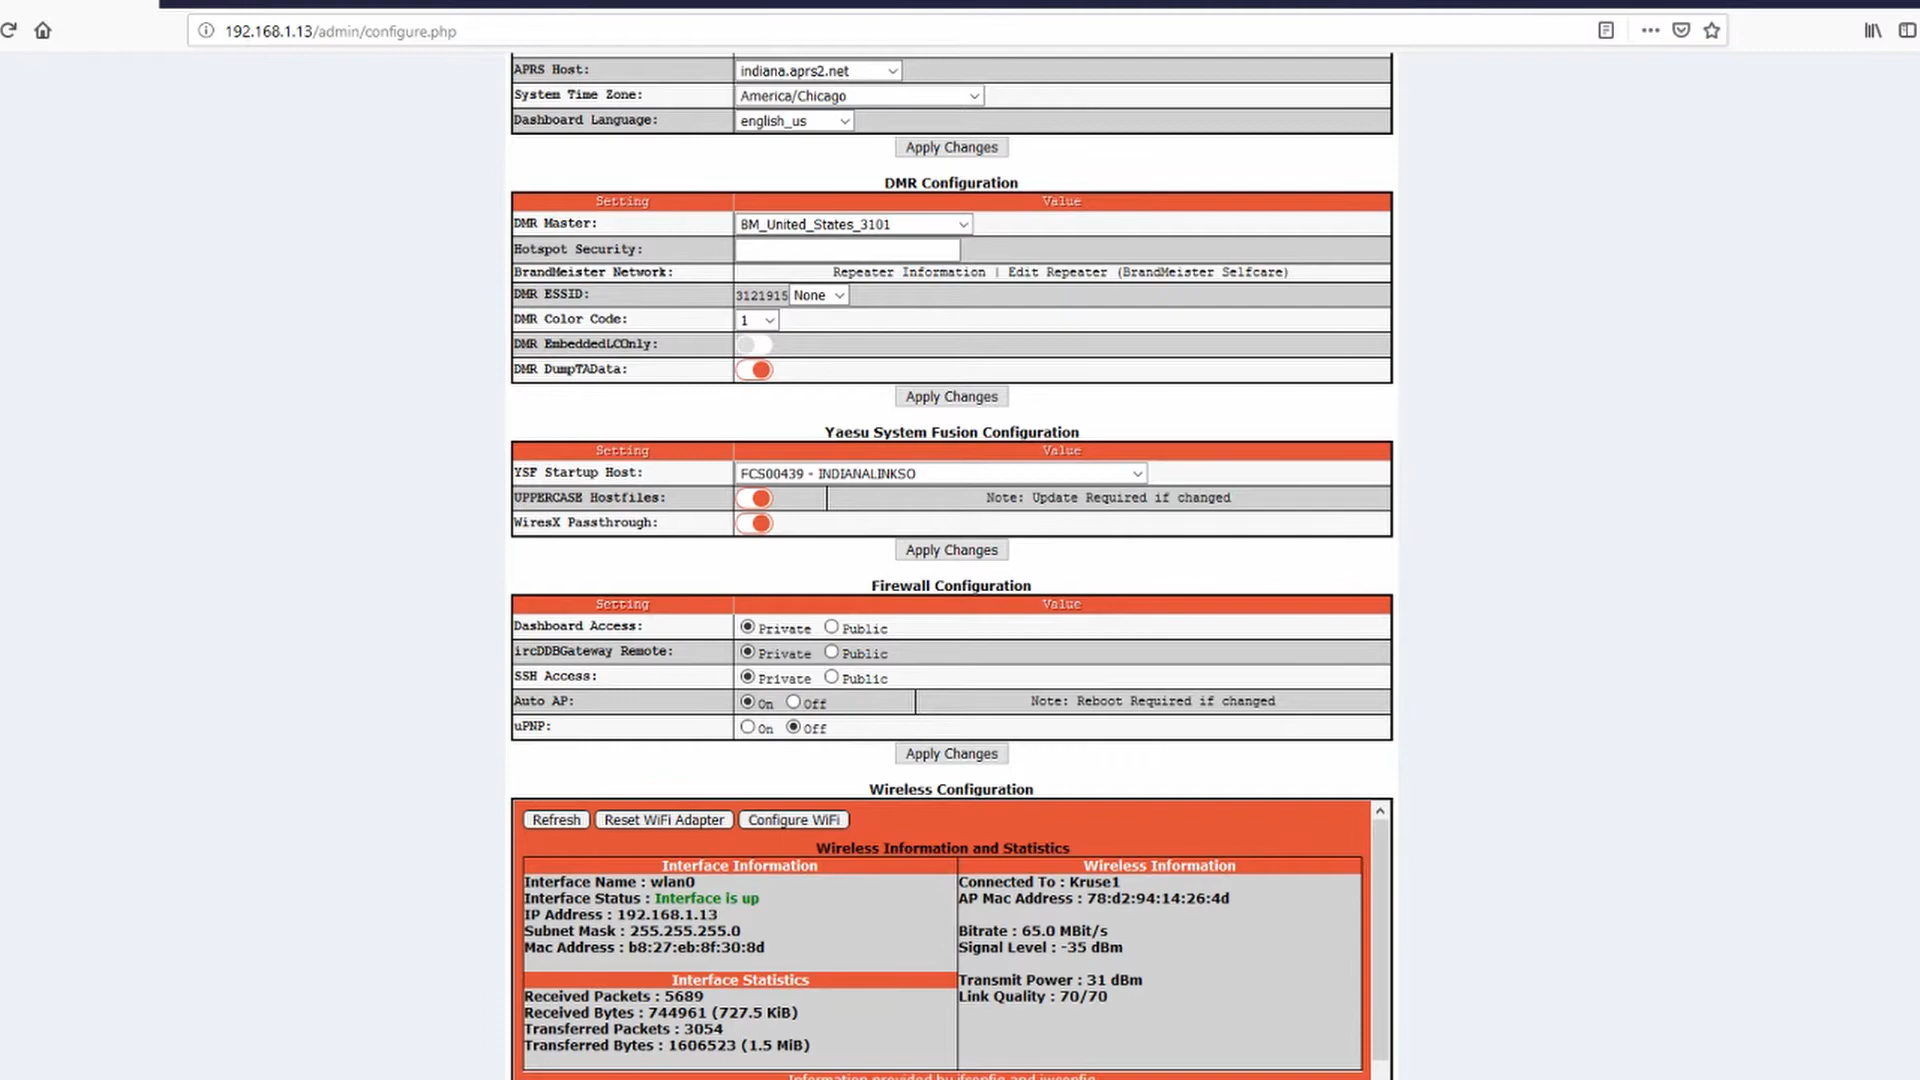 192.168.1.13/admin/configure.php
APRS Host: indiana.aprs2.net
System Time Zone: America/Chicago
Dashboard Language: english_us
Apply Changes
DMR Configuration
Setting Value
DMR Master: BM_United_States_3101
Hotspot Security:
BrandMeister Network: Repeater Information | Edit Repeater (BrandMeister Selfcare)
DMR ESSID: 3121915 None
DMR Color Code: 1
DMR EmbeddedLCOnly:
DMR DumpTAData:
Apply Changes
Yaesu System Fusion Configuration
Setting Value
YSF Startup Host: FCS00439 - INDIANALINKSO
UPPERCASE Hostfiles: Note: Update Required if changed
WiresX Passthrough:
Apply Changes
Firewall Configuration
Setting Value
Dashboard Access: Private Public
ircDDBGateway Remote: Private Public
SSH Access: Private Public
Auto AP: On Off Note: Reboot Required if changed
uPNP: On Off
Apply Changes
Wireless Configuration
Refresh Reset WiFi Adapter Configure WiFi
Wireless Information and Statistics
Interface Information
Interface Name : wlan0
Interface Status : Interface is up
IP Address : 192.168.1.13
Subnet Mask : 255.255.255.0
Mac Address : b8:27:eb:8f:30:8d
Interface Statistics
Received Packets : 5689
Received Bytes : 744961 (727.5 KiB)
Transferred Packets : 3054
Transferred Bytes : 1606523 (1.5 MiB)
Wireless Information
Connected To : Kruse1
AP Mac Address : 78:d2:94:14:26:4d
Bitrate : 65.0 MBit/s
Signal Level : -35 dBm
Transmit Power : 31 dBm
Link Quality : 70/70
Information provided by ifconfig and iwconfig